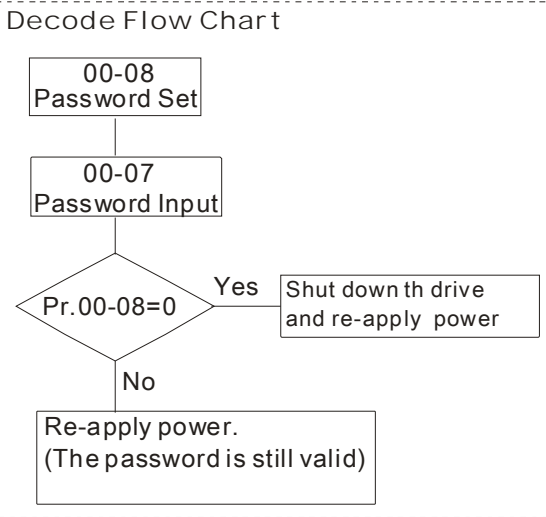 Decode Flow Chart
00-08
Password Set
00-07
Password Input
Pr.00-08=0
Yes
Shut down th drive
and re-apply power
No
Re-apply power.
(The password is still valid)